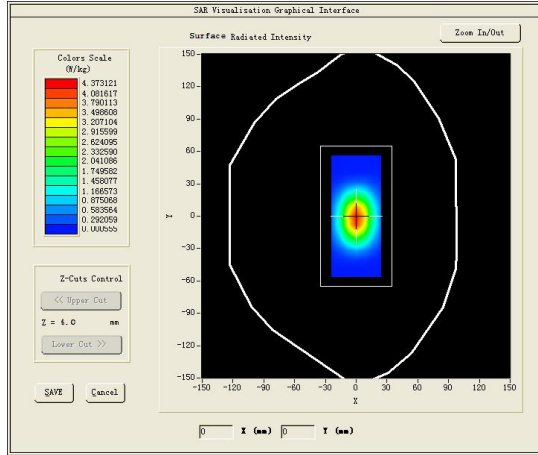 SAR Visualisation Graphical Interface
Surface Radiated Intensity
Zoom In/Out
Colors Scale
(W/kg)
4.373121
4.081617
3.790113
3.498608
3.207104
2.915599
2.624095
2.332590
2.041086
1.749582
1.458077
1.166573
0.875068
0.583564
0.292059
0.000555
Z-Cuts Control
<< Upper Cut
Z = 4.0 mm
Lower Cut >>
SAVE Cancel
150
120
90
60
30
0
-30
-60
-90
-120
-150
Y
-150 -120 -90 -60 -30 0 30 60 90 120 150
X
0 X (mm) 0 Y (mm)